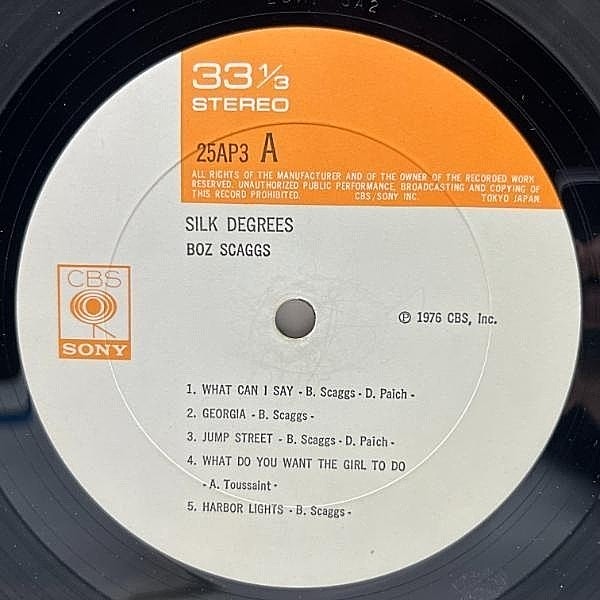 33 1/3
STEREO
25AP3 A
ALL RIGHTS OF THE MANUFACTURER AND OF THE OWNER OF THE RECORDED WORK
RESERVED. UNAUTHORIZED PUBLIC PERFORMANCE, BROADCASTING AND COPYING OF
THIS RECORD PROHIBITED. CBS/SONY INC. TOKYO JAPAN.
SILK DEGREES
BOZ SCAGGS
CBS
SONY
℗ 1976 CBS, Inc.
1. WHAT CAN I SAY - B. Scaggs - D. Paich -
2. GEORGIA - B. Scaggs -
3. JUMP STREET - B. Scaggs - D. Paich -
4. WHAT DO YOU WANT THE GIRL TO DO
- A. Toussaint -
5. HARBOR LIGHTS - B. Scaggs -